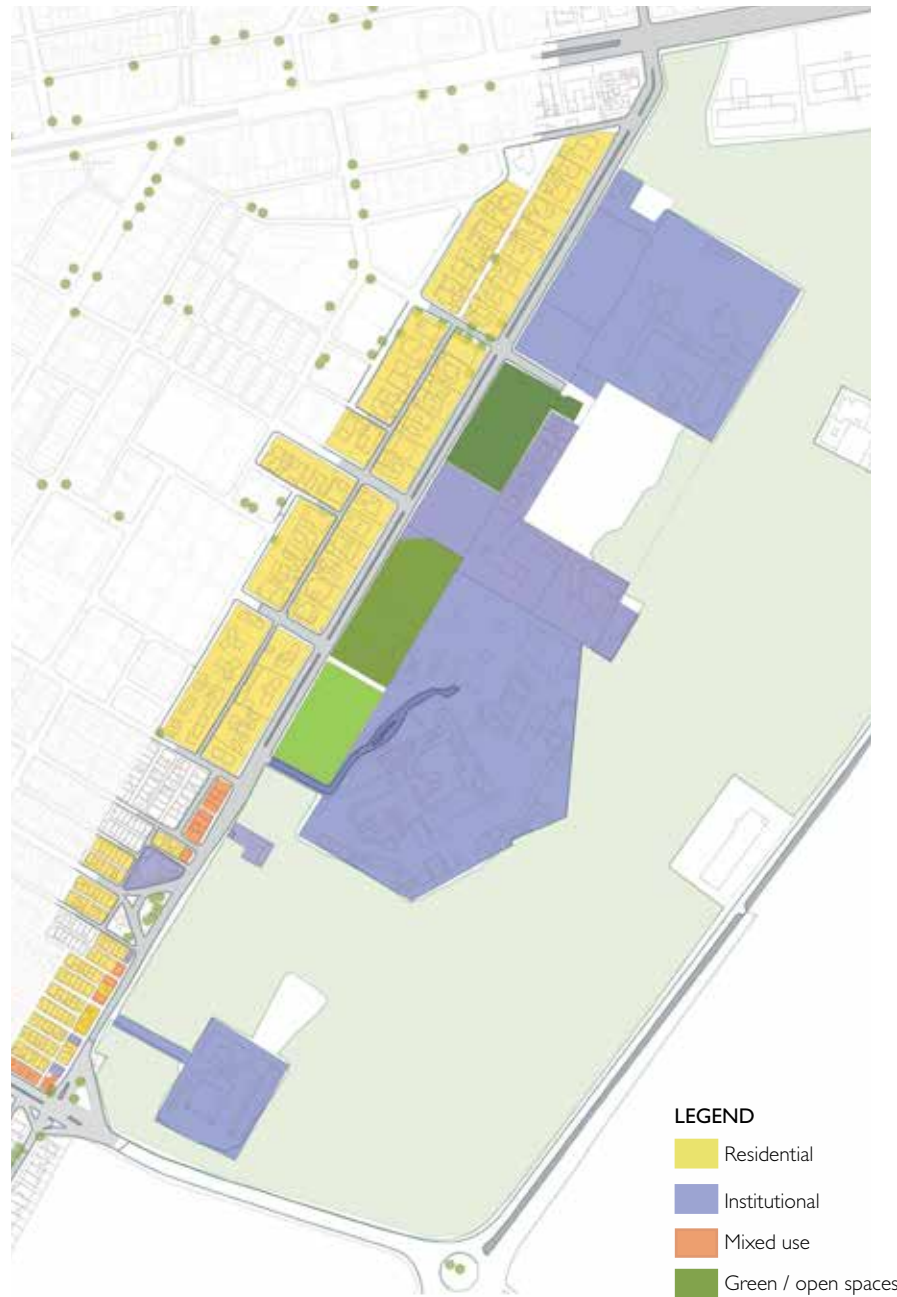 LEGEND
Residential
Institutional
Mixed use
Green / open spaces